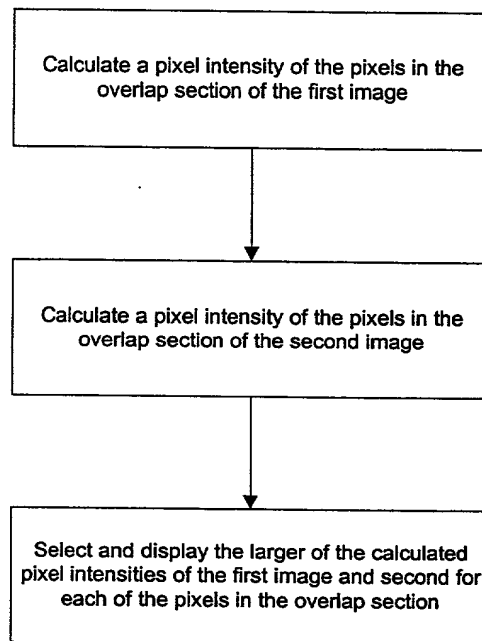 Calculate a pixel intensity of the pixels in the
overlap section of the first image
Calculate a pixel intensity of the pixels in the
overlap section of the second image
Select and display the larger of the calculated
pixel intensities of the first image and second for
each of the pixels in the overlap section